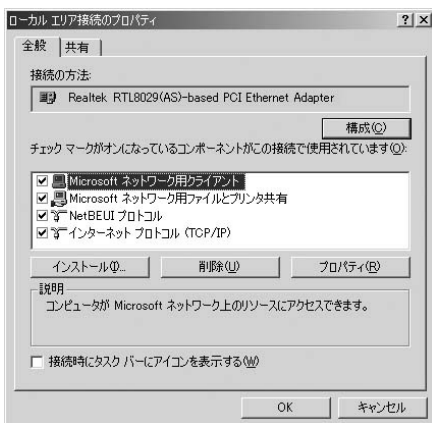 ローカル エリア接続のプロパティ
全般
共有
接続の方法:
Realtek RTL8029(AS)-based PCI Ethernet Adapter
構成(C)
チェック マークがオンになっているコンポーネントがこの接続で使用されています(O):
Microsoft ネットワーク用クライアント
Microsoft ネットワーク用ファイルとプリンタ共有
NetBEUI プロトコル
インターネット プロトコル (TCP/IP)
インストール(I)...
削除(U)
プロパティ(R)
説明
コンピュータが Microsoft ネットワーク上のリソースにアクセスできます。
接続時にタスク バーにアイコンを表示する(W)
OK
キャンセル